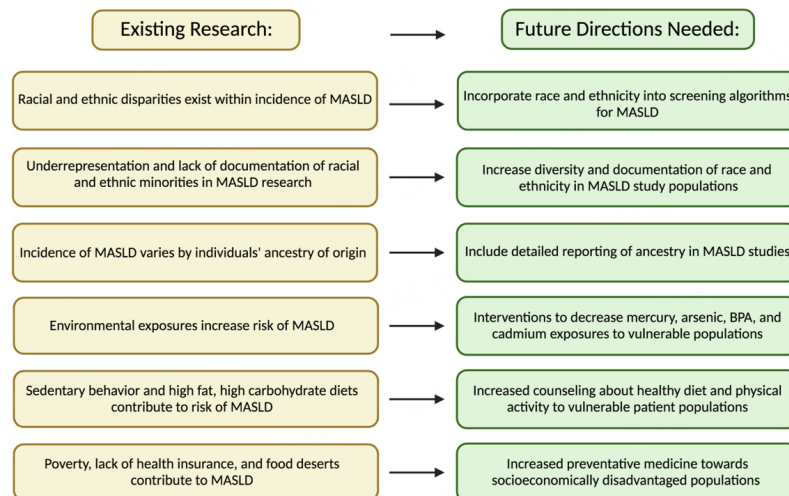 Existing Research:
Future Directions Needed:
Racial and ethnic disparities exist within incidence of MASLD
Incorporate race and ethnicity into screening algorithms
for MASLD
Underrepresentation and lack of documentation of racial
and ethnic minorities in MASLD research
Increase diversity and documentation of race and
ethnicity in MASLD study populations
Incidence of MASLD varies by individuals' ancestry of origin
Include detailed reporting of ancestry in MASLD studies
Environmental exposures increase risk of MASLD
Interventions to decrease mercury, arsenic, BPA, and
cadmium exposures to vulnerable populations
Sedentary behavior and high fat, high carbohydrate diets
contribute to risk of MASLD
Increased counseling about healthy diet and physical
activity to vulnerable patient populations
Poverty, lack of health insurance, and food deserts
contribute to MASLD
Increased preventative medicine towards
socioeconomically disadvantaged populations